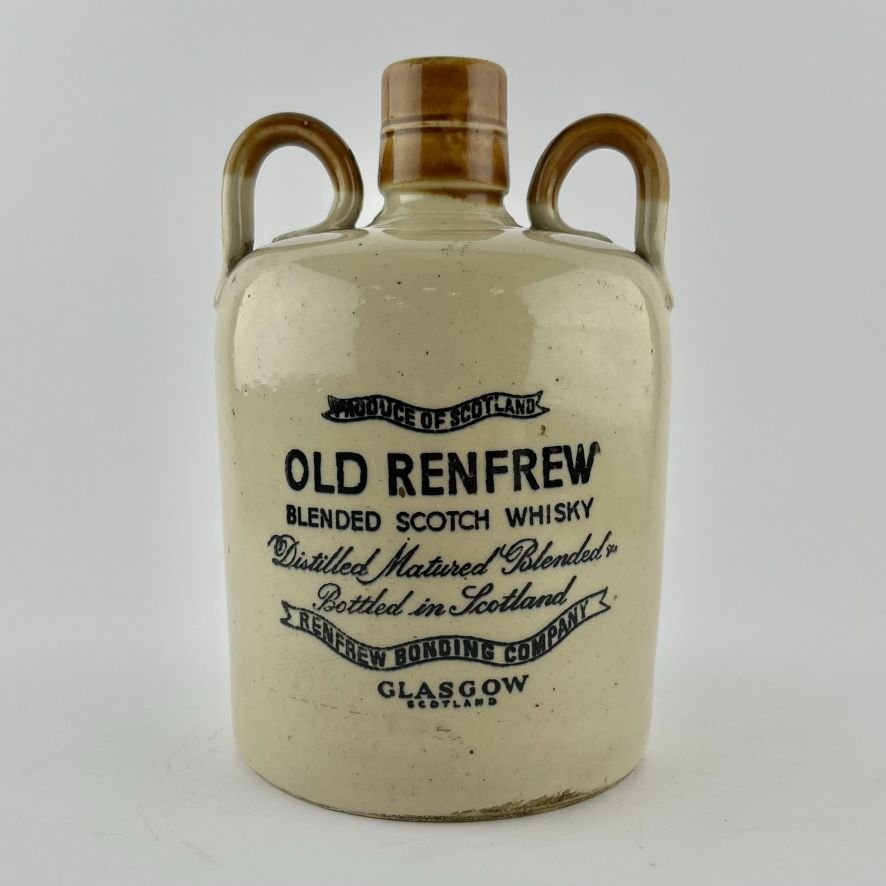 PRODUCE OF SCOTLAND
OLD RENFREW
BLENDED SCOTCH WHISKY
Distilled Matured Blended &
Bottled in Scotland
RENFREW BONDING COMPANY
GLASGOW
SCOTLAND